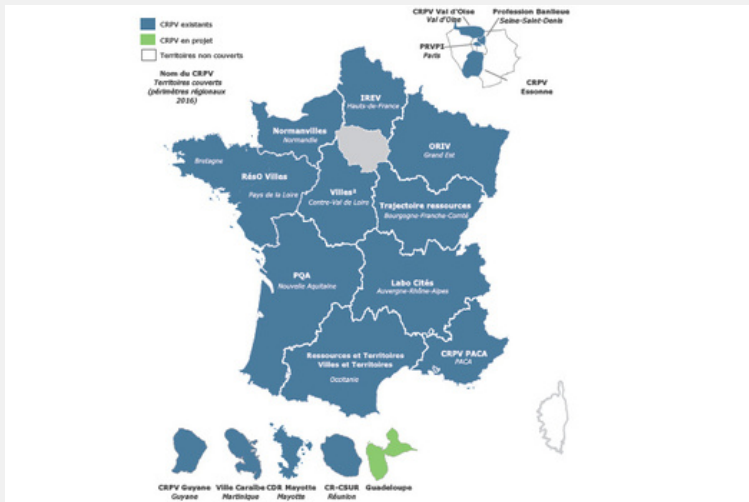 CRPV existants
CRPV en projet
Territoires non couverts
Nom du CRPV
Territoires couverts
(périmètres régionaux
2016)
CRPV Val d'Oise
Val d'Oise
Profession Banlieue
Seine-Saint-Denis
PRVPI
Paris
CRPV
Essonne
IREV
Hauts-de-France
Normanvilles
Normandie
ORIV
Grand Est
Bretagne
RésO Villes
Pays de la Loire
Villes²
Centre-Val de Loire
Trajectoire ressources
Bourgogne-Franche-Comté
PQA
Nouvelle Aquitaine
Labo Cités
Auvergne-Rhône-Alpes
Ressources et Territoires
Villes et Territoires
Occitanie
CRPV PACA
PACA
CRPV Guyane
Guyane
Ville Caraïbe
Martinique
CDR Mayotte
Mayotte
CR-CSUR
Réunion
Guadeloupe